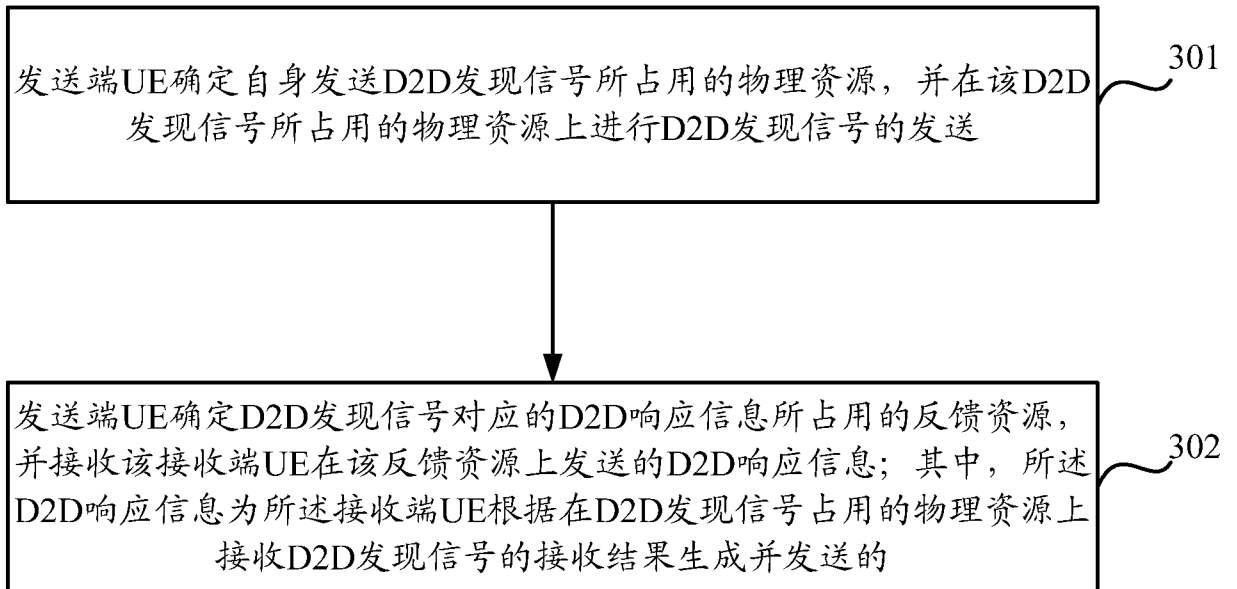 发送端UE确定自身发送D2D发现信号所占用的物理资源，并在该D2D
发现信号所占用的物理资源上进行D2D发现信号的发送
301
发送端UE确定D2D发现信号对应的D2D响应信息所占用的反馈资源，
并接收该接收端UE在该反馈资源上发送的D2D响应信息；其中，所述
D2D响应信息为所述接收端UE根据在D2D发现信号占用的物理资源上
接收D2D发现信号的接收结果生成并发送的
302